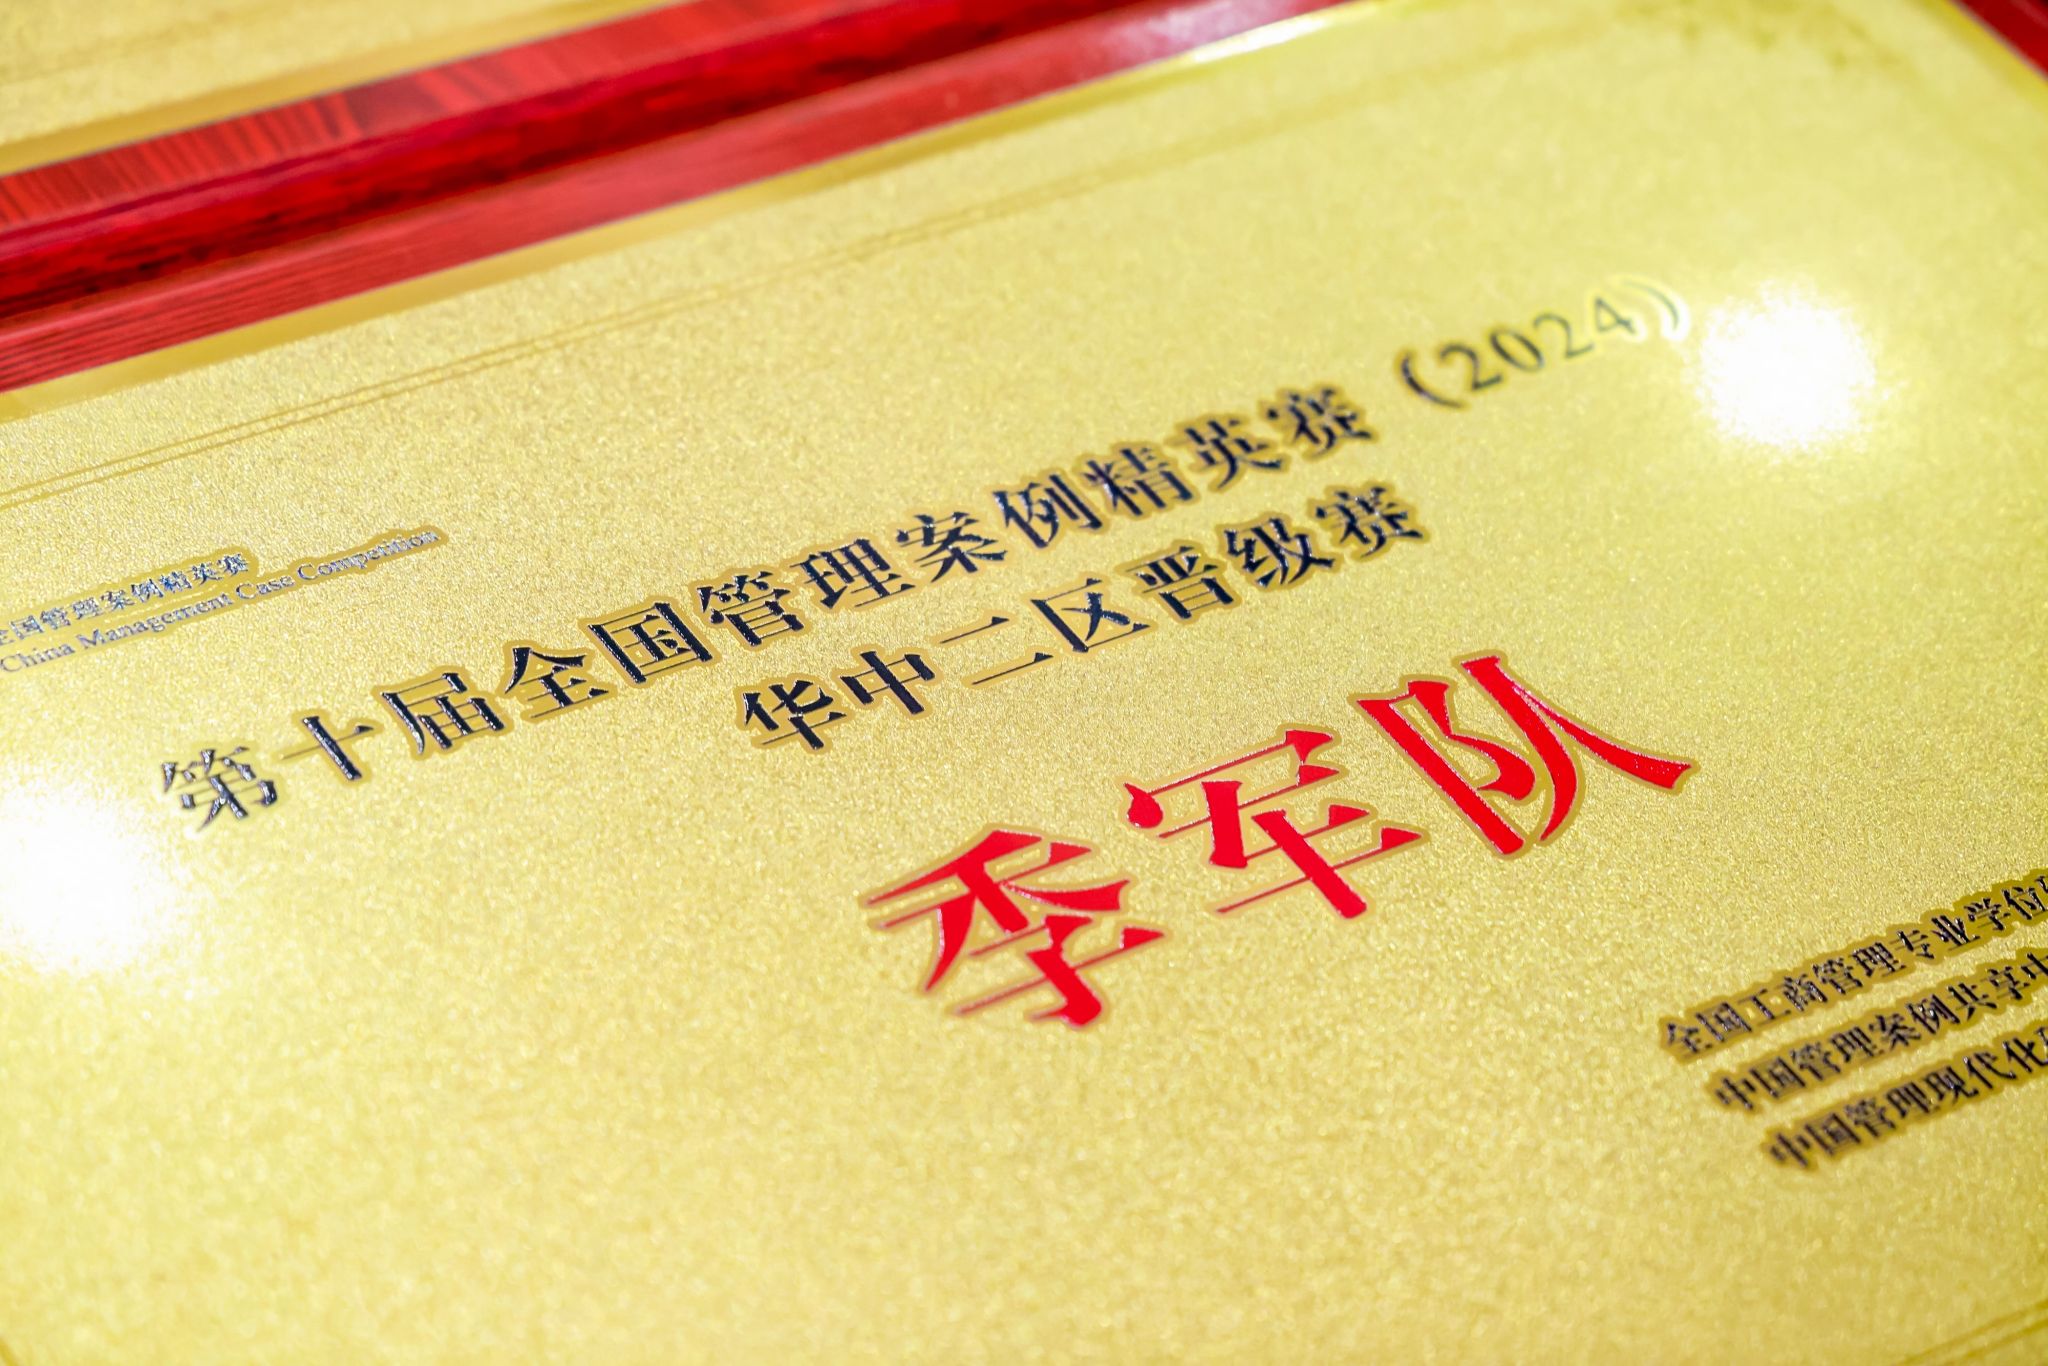 全国管理案例精英赛
China Management Case Competition
第十届全国管理案例精英赛（2024）
华中二区晋级赛
季军队
全国工商管理专业学位
中国管理案例共享中
中国管理现代化